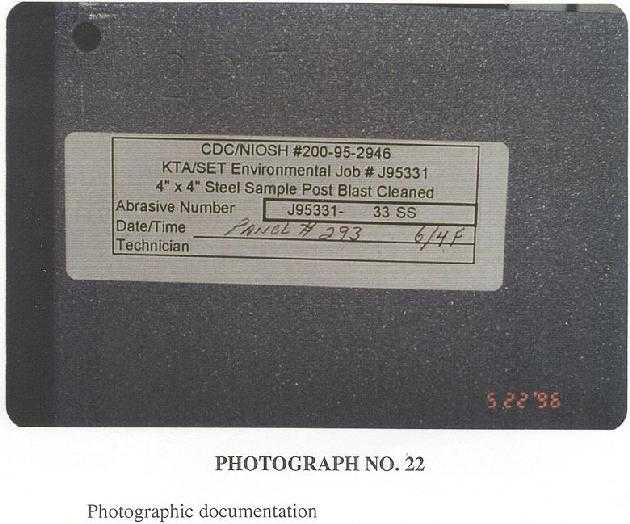 CDC/NIOSH #200-95-2946
KTA/SET Environmental Job # J95331
4" x 4" Steel Sample Post Blast Cleaned
Abrasive Number J95331- 33 SS
Date/Time PANEL # 293 6/4F
Technician
5 22 '96
PHOTOGRAPH NO. 22
Photographic documentation